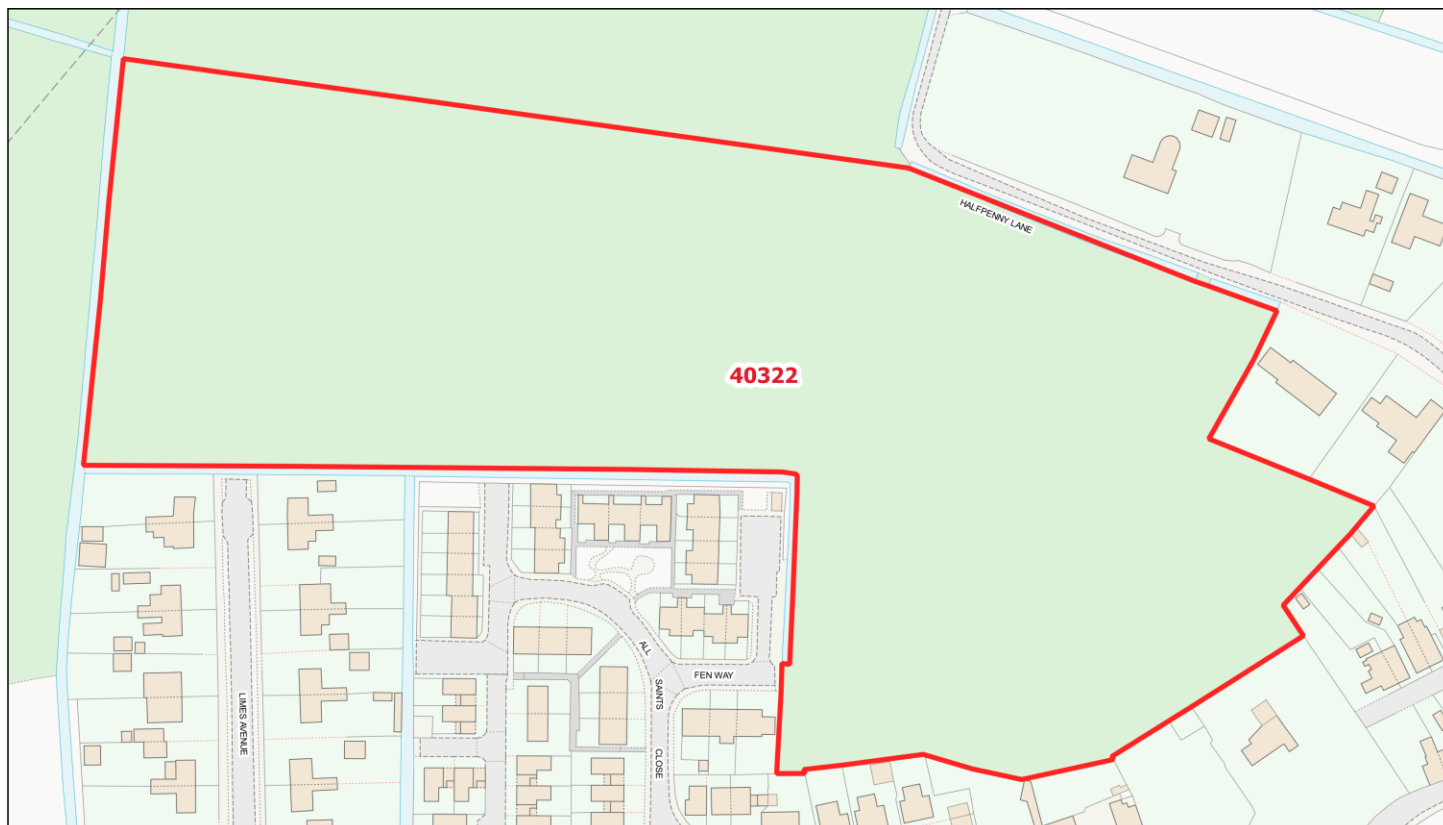 HALFPENNY LANE
40322
ALL
SAINTS
CLOSE
FEN WAY
LIMES AVENUE